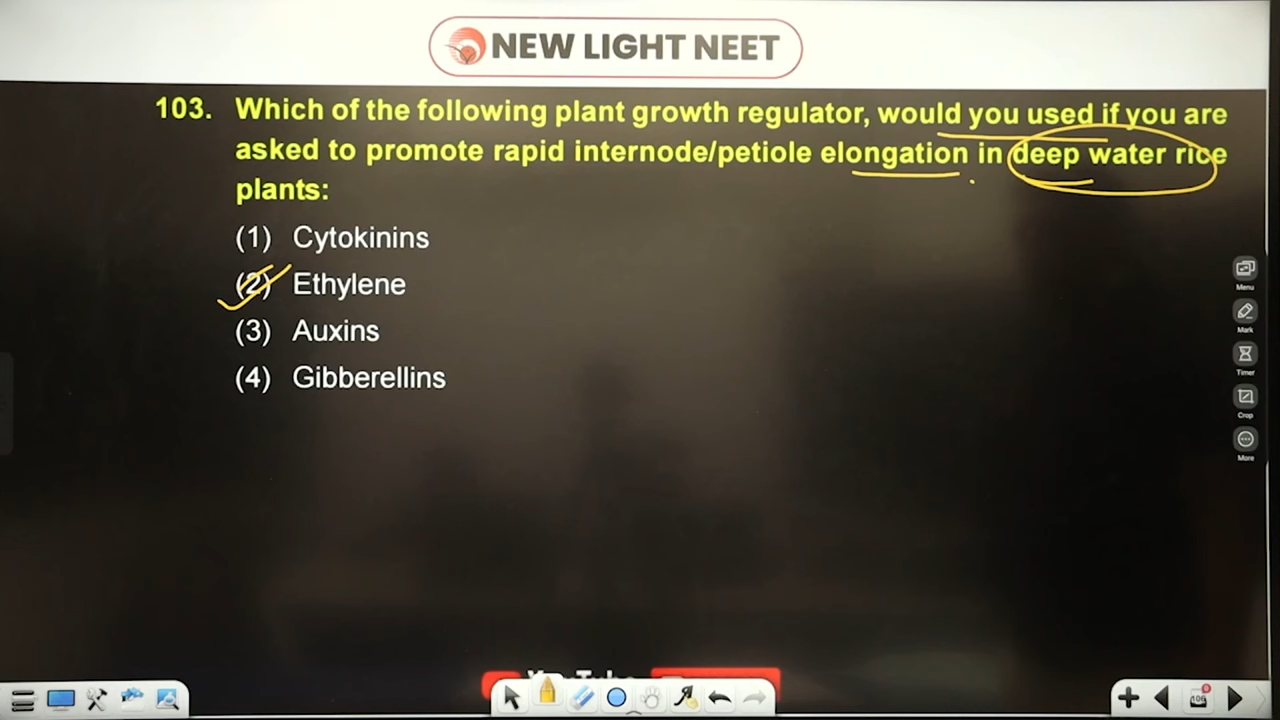 NEW LIGHT NEET
103. Which of the following plant growth regulator, would you used if you are
asked to promote rapid internode/petiole elongation in deep water rice
plants:
(1) Cytokinins
(2) Ethylene
(3) Auxins
(4) Gibberellins
Menu
Mark
Timer
Crop
More
106